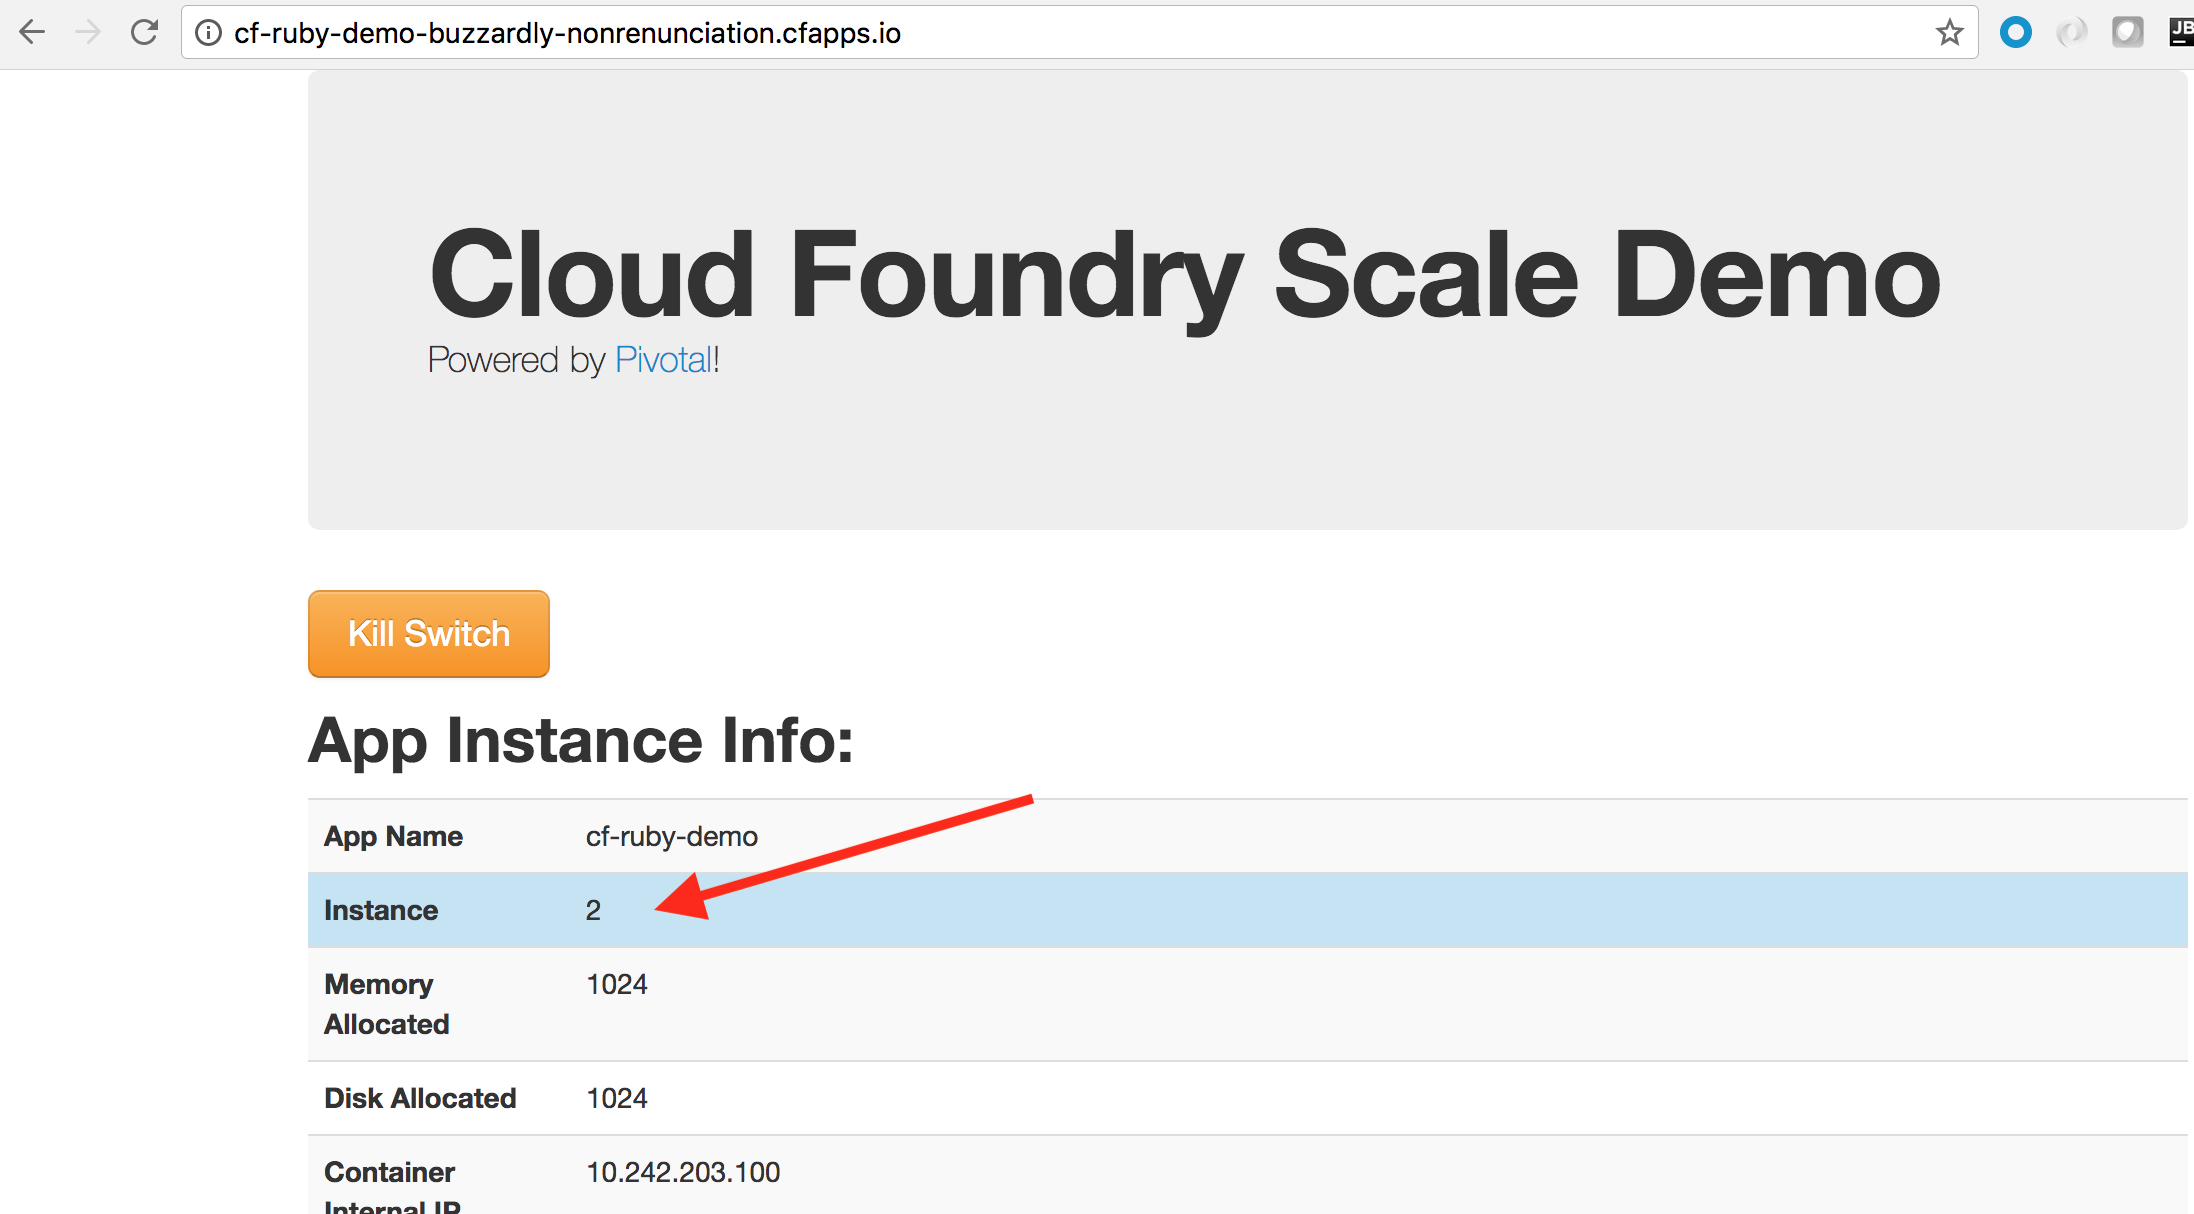 cf-ruby-demo-buzzardly-nonrenunciation.cfapps.io
JB
Cloud Foundry Scale Demo
Powered by Pivotal!
Kill Switch
App Instance Info:
App Name cf-ruby-demo
Instance 2
Memory Allocated 1024
Disk Allocated 1024
Container Internal IP 10.242.203.100